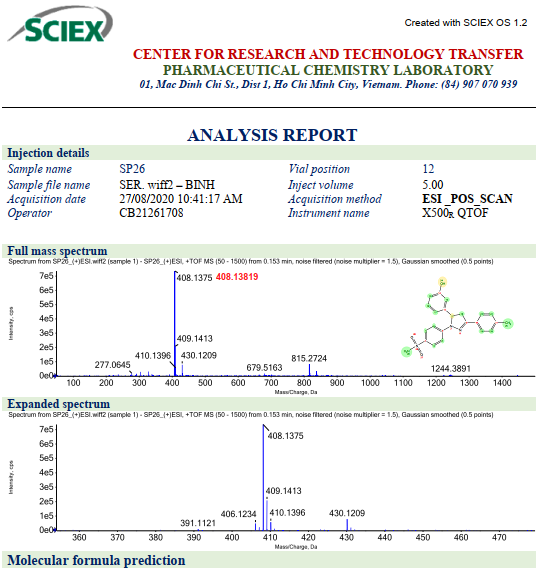 SCIEX
Created with SCIEX OS 1.2
CENTER FOR RESEARCH AND TECHNOLOGY TRANSFER
PHARMACEUTICAL CHEMISTRY LABORATORY
01, Mac Dinh Chi St., Dist 1, Ho Chi Minh City, Vietnam. Phone: (84) 907 070 939
ANALYSIS REPORT
Injection details
Sample name SP26 Vial position 12
Sample file name SER. wiff2 – BINH Inject volume 5.00
Acquisition date 27/08/2020 10:41:17 AM Acquisition method ESI _POS_SCAN
Operator CB21261708 Instrument name X500R QTOF
Full mass spectrum
Spectrum from SP26_(+)ESI.wiff2 (sample 1) - SP26_(+)ESI, +TOF MS (50 - 1500) from 0.153 min, noise filtered (noise multiplier = 1.5), Gaussian smoothed (0.5 points)
Intensity, cps
7e5
6e5
5e5
4e5
3e5
2e5
1e5
0e0
408.1375 408.13819
409.1413
410.1396
430.1209
277.0645
679.5163
815.2724
1244.3891
100 200 300 400 500 600 700 800 900 1000 1100 1200 1300 1400
Mass/Charge, Da
Expanded spectrum
Spectrum from SP26_(+)ESI.wiff2 (sample 1) - SP26_(+)ESI, +TOF MS (50 - 1500) from 0.153 min, noise filtered (noise multiplier = 1.5), Gaussian smoothed (0.5 points)
Intensity, cps
7e5
6e5
5e5
4e5
3e5
2e5
1e5
0e0
408.1375
409.1413
406.1234
410.1396
430.1209
391.1121
360 370 380 390 400 410 420 430 440 450 460 470
Mass/Charge, Da
Molecular formula prediction